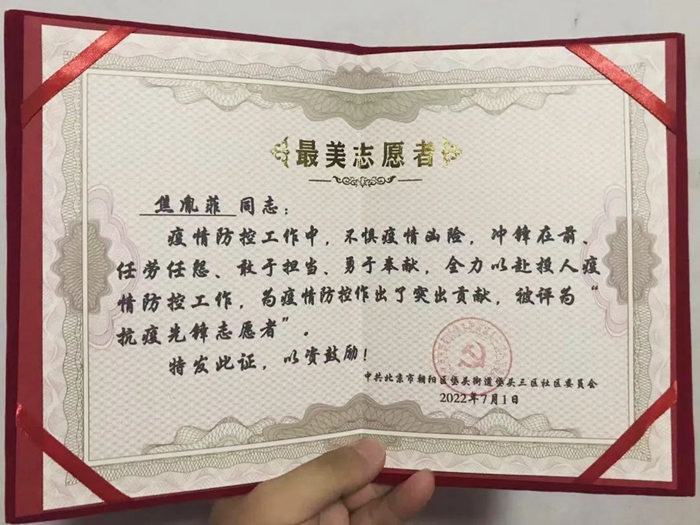 最美志愿者
焦胤菲 同志：
疫情防控工作中，不惧疫情凶险，冲锋在前、
任劳任怨、敢于担当、勇于奉献，全力以赴投人疫
情防控工作，为疫情防控作出了突出贡献，被评为“
抗疫先锋志愿者”。
特发此证，以资鼓励！
中共北京市朝阳区垡头街道垡头三区社区委员会
2022年7月1日